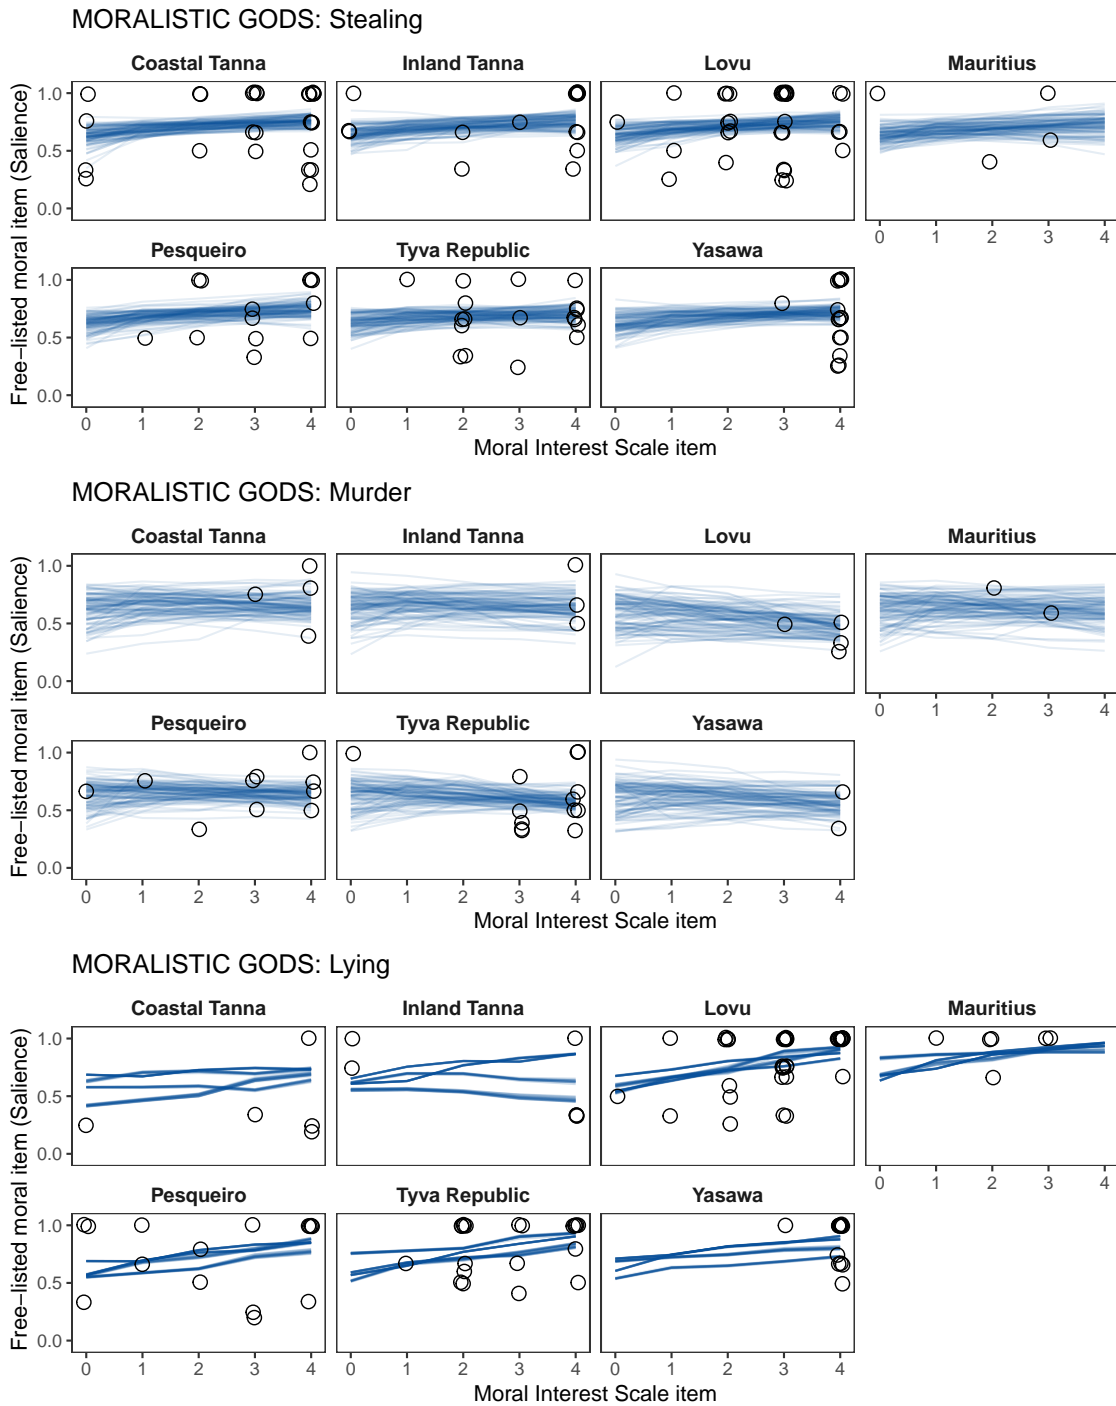 MORALISTIC GODS: Stealing
Coastal Tanna Inland Tanna Lovu Mauritius
1.0
0.5
0.0
0 1 2 3 4
Pesqueiro Tyva Republic Yasawa
1.0
0.5
0.0
0 1 2 3 4 0 1 2 3 4 0 1 2 3 4
Free−listed moral item (Salience)
Moral Interest Scale item
MORALISTIC GODS: Murder
Coastal Tanna Inland Tanna Lovu Mauritius
1.0
0.5
0.0
0 1 2 3 4
Pesqueiro Tyva Republic Yasawa
1.0
0.5
0.0
0 1 2 3 4 0 1 2 3 4 0 1 2 3 4
Free−listed moral item (Salience)
Moral Interest Scale item
MORALISTIC GODS: Lying
Coastal Tanna Inland Tanna Lovu Mauritius
1.0
0.5
0.0
0 1 2 3 4
Pesqueiro Tyva Republic Yasawa
1.0
0.5
0.0
0 1 2 3 4 0 1 2 3 4 0 1 2 3 4
Free−listed moral item (Salience)
Moral Interest Scale item